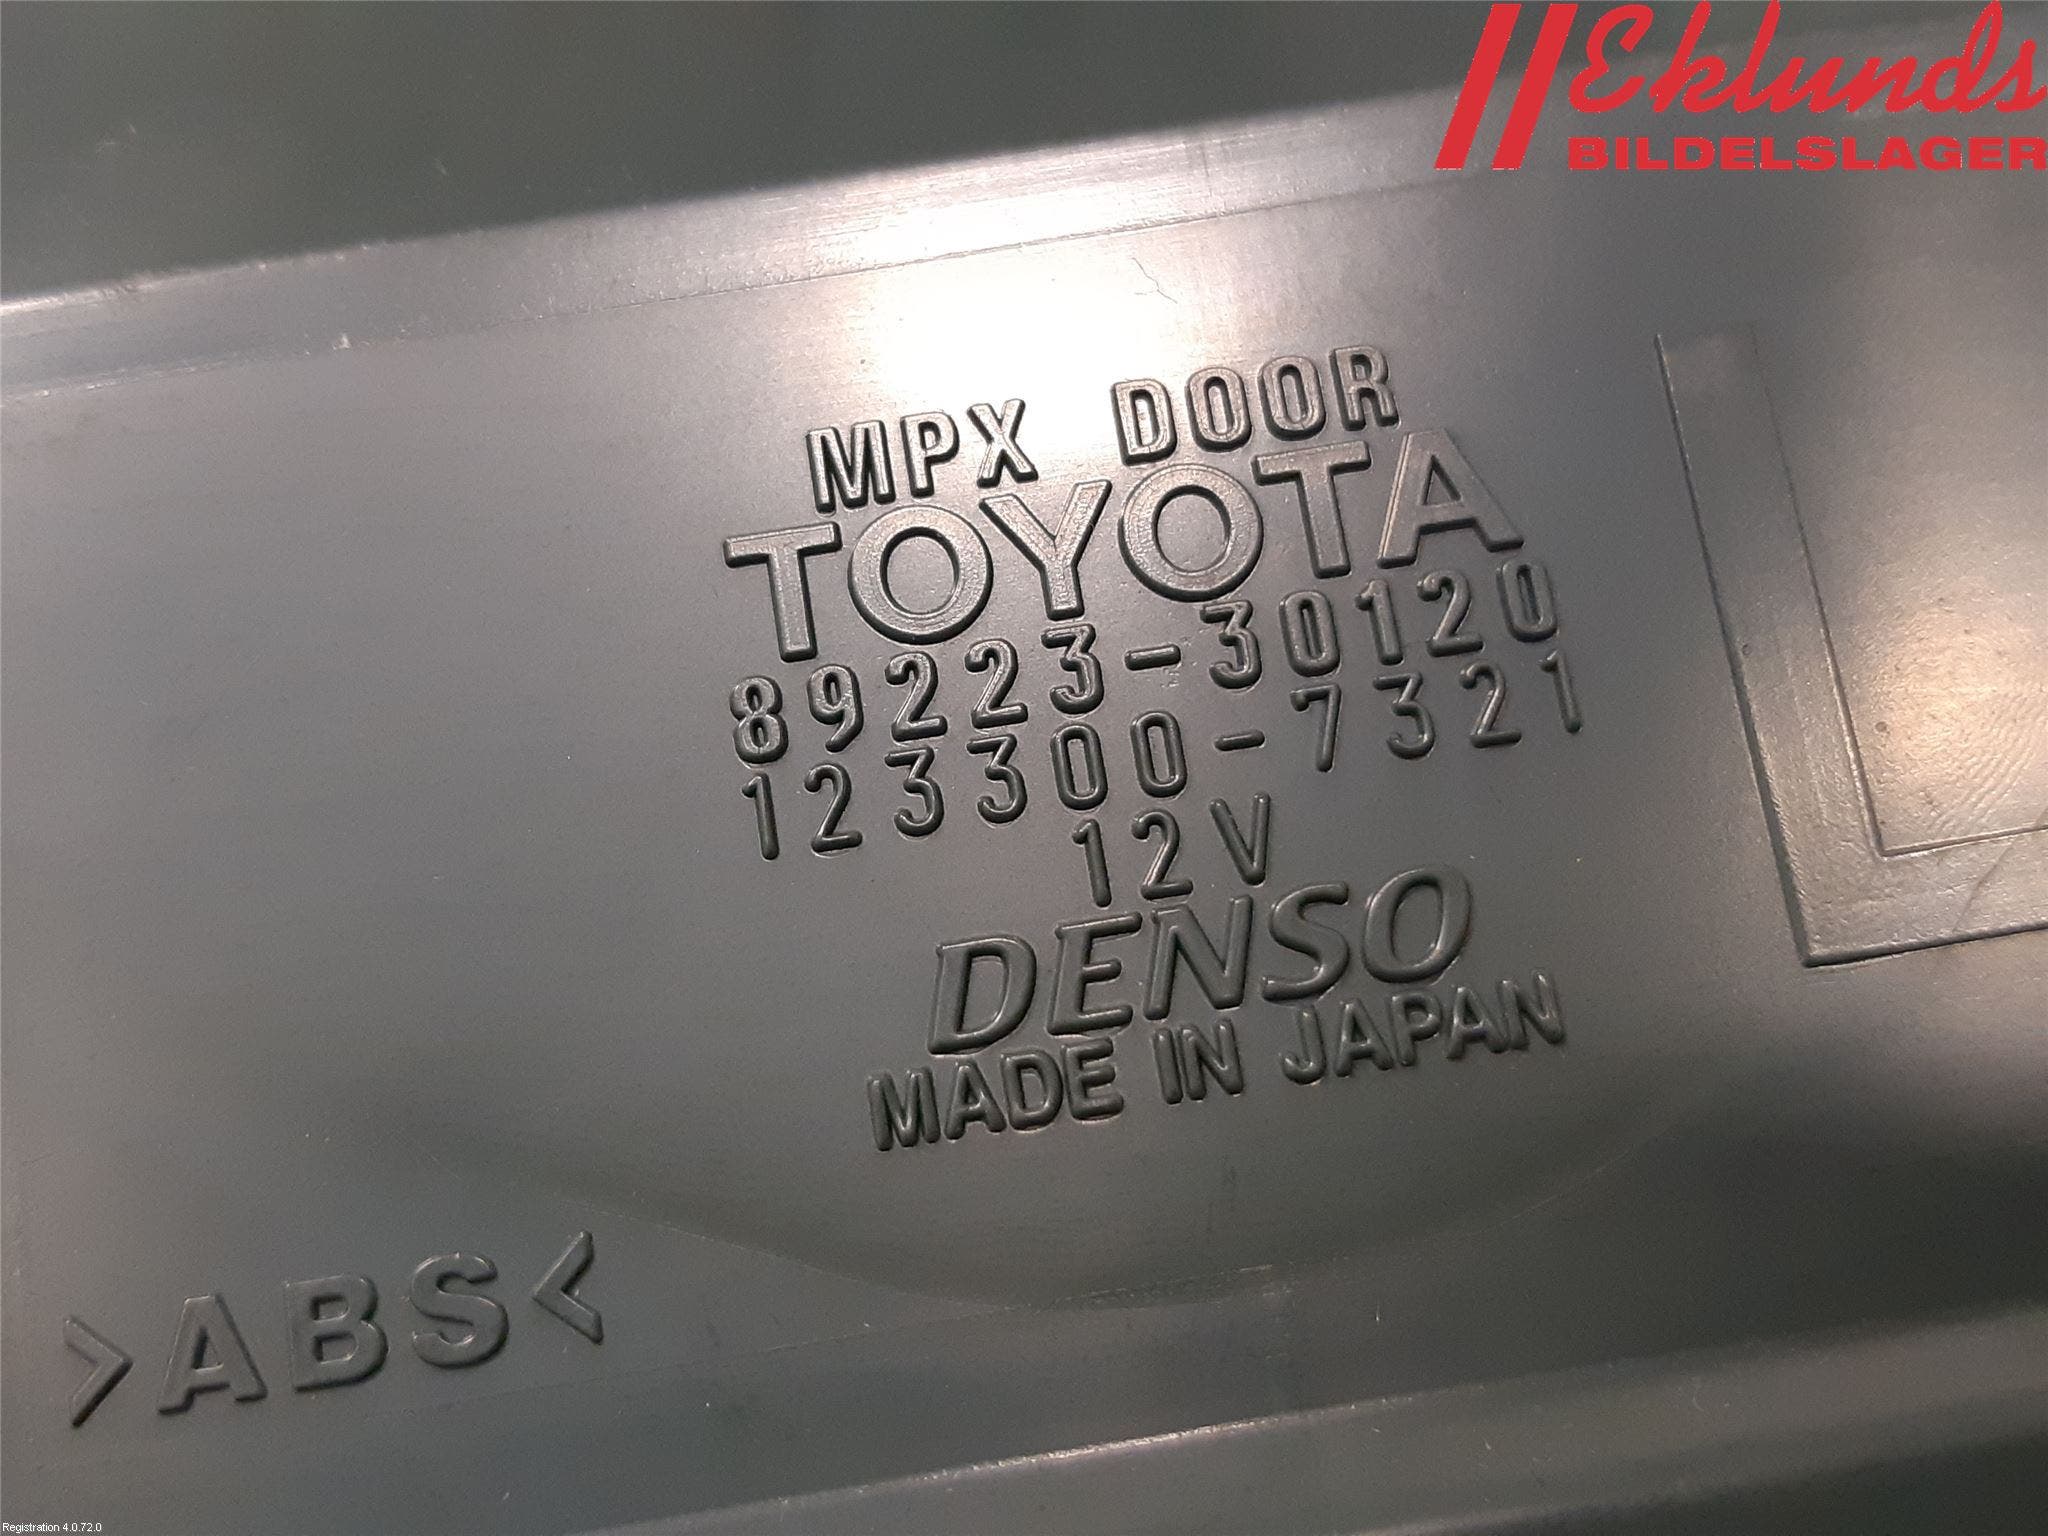 Eklunds
BILDELSLAGER
MPX DOOR
TOYOTA
89223-30120
123300-7321
12V
DENSO
MADE IN JAPAN
>ABS<
Registration 4.0.72.0